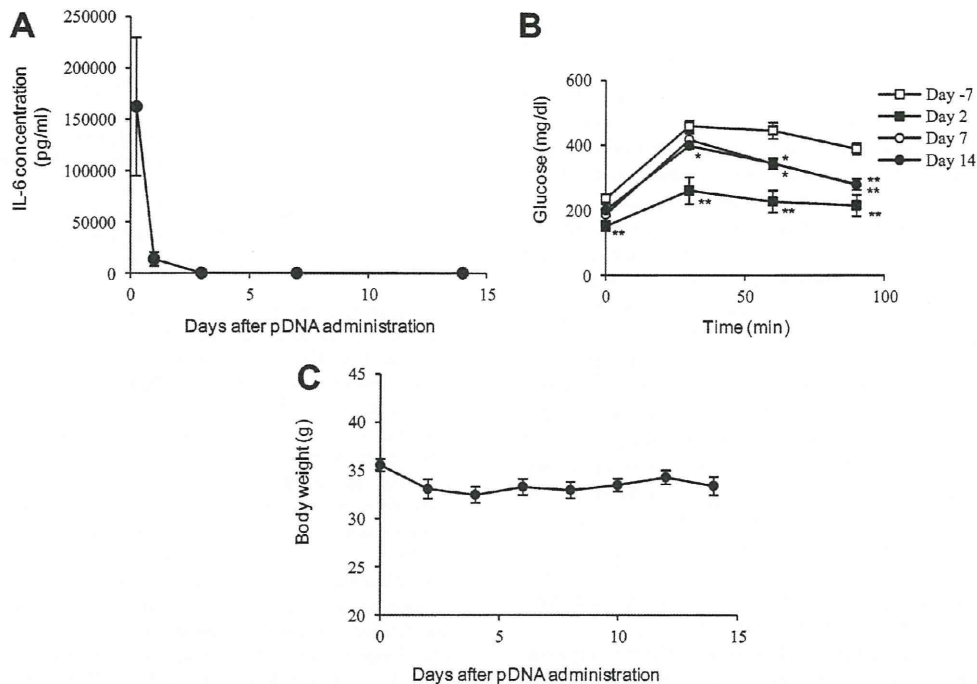 A
IL-6 concentration
(pg/ml)
250000
200000
150000
100000
50000
0
0
5
10
15
Days after pDNA administration
B
Glucose (mg/dl)
600
400
200
0
0
50
100
Time (min)
Day -7
Day 2
Day 7
Day 14
*
*
*
**
**
**
**
**
**
C
Body weight (g)
45
40
35
30
25
20
0
5
10
15
Days after pDNA administration